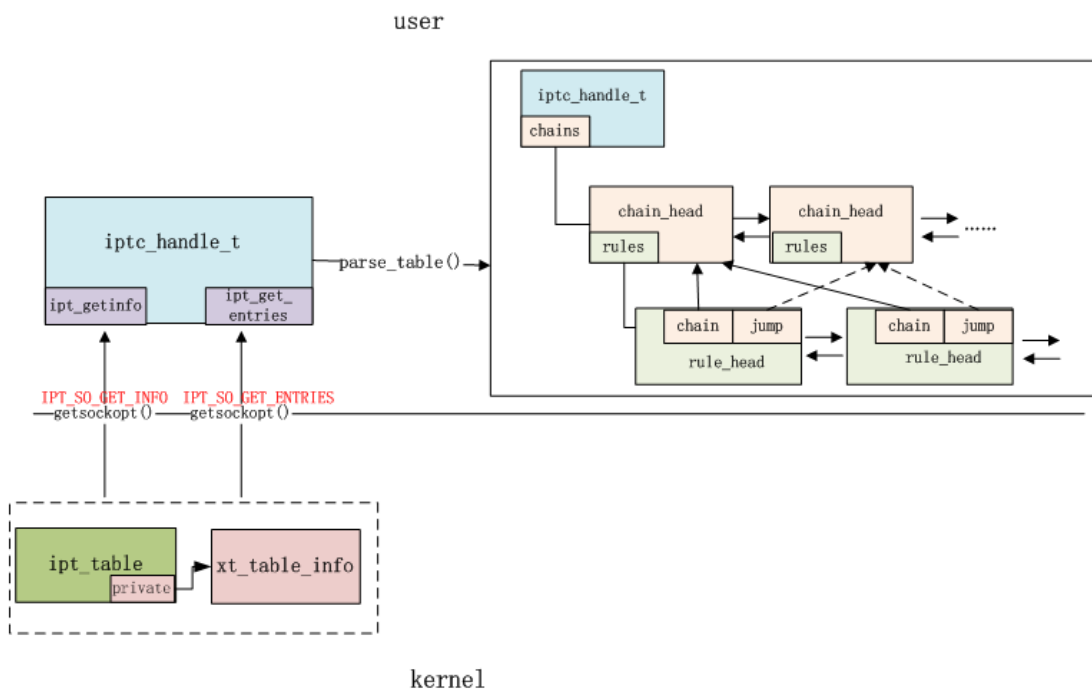 user
iptc_handle_t
chains
chain_head
chain_head
rules
rules
......
iptc_handle_t
ipt_getinfo
ipt_get_
entries
parse_table()
chain
jump
rule_head
chain
jump
rule_head
IPT_SO_GET_INFO
IPT_SO_GET_ENTRIES
getsockopt()
getsockopt()
ipt_table
private
xt_table_info
kernel